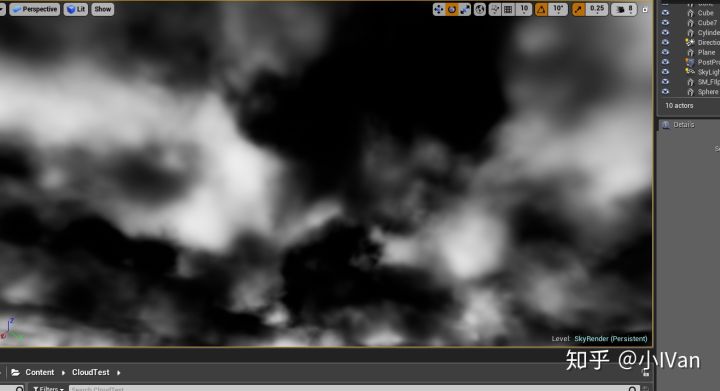 Perspective
Lit
Show
10
10°
0.25
8
Cube
Cube7
Cylinde
Directio
Plane
PostPro
SkyLigh
SM_Flip
Sphere
10 actors
Details
Level: SkyRender (Persistent)
知乎 @小IVan
Content
CloudTest
Filters
Search CloudTest